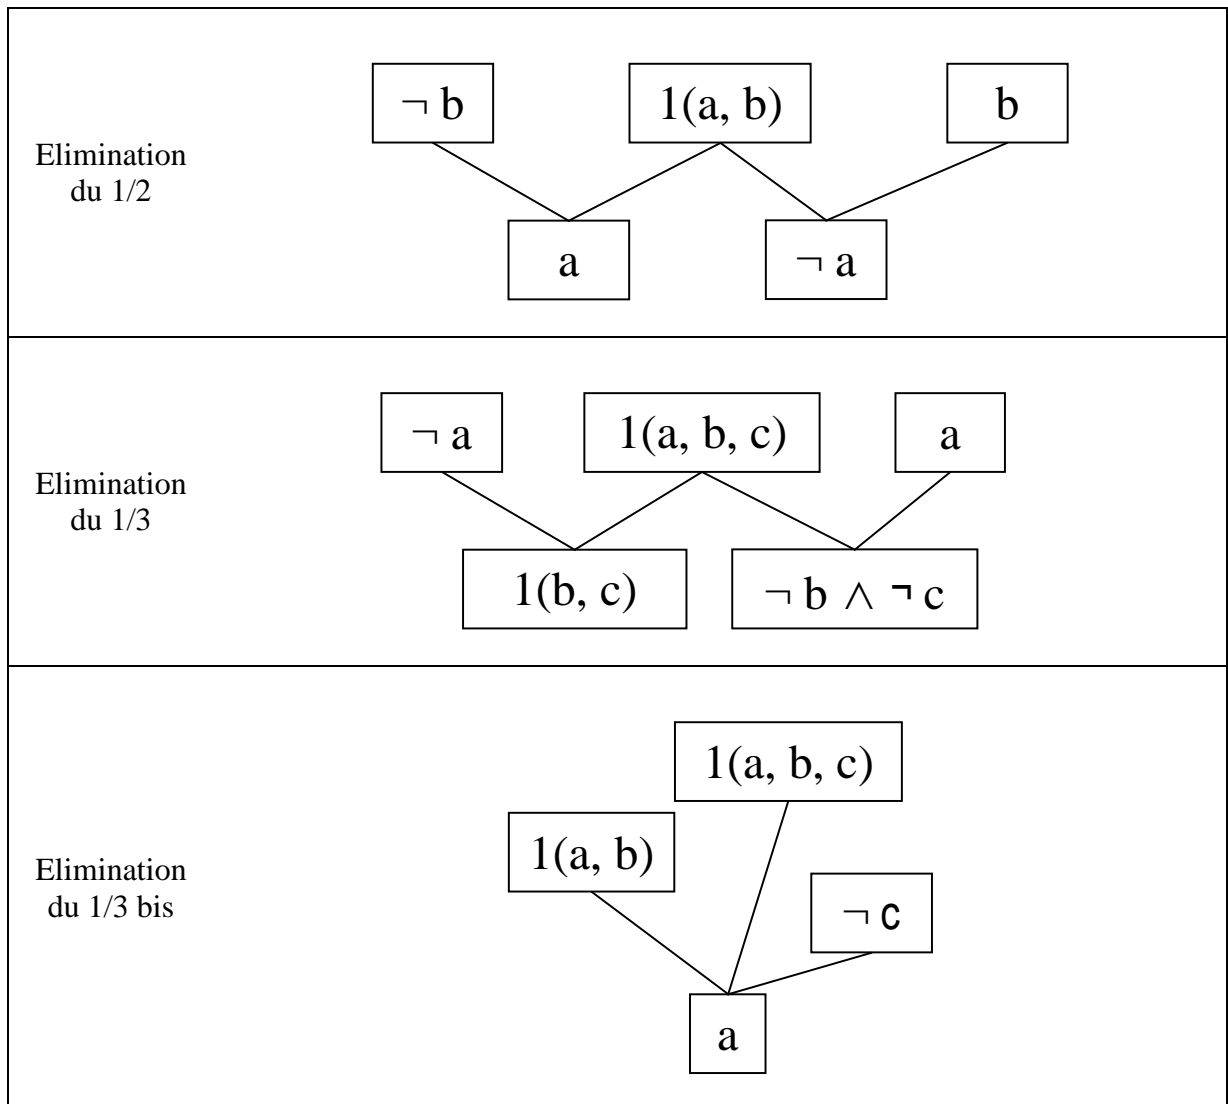 ¬ b
1(a, b)
b
Elimination
du 1/2
a
¬ a
¬ a
1(a, b, c)
a
Elimination
du 1/3
1(b, c)
¬ b ∧ ¬ c
1(a, b, c)
1(a, b)
Elimination
du 1/3 bis
¬ c
a